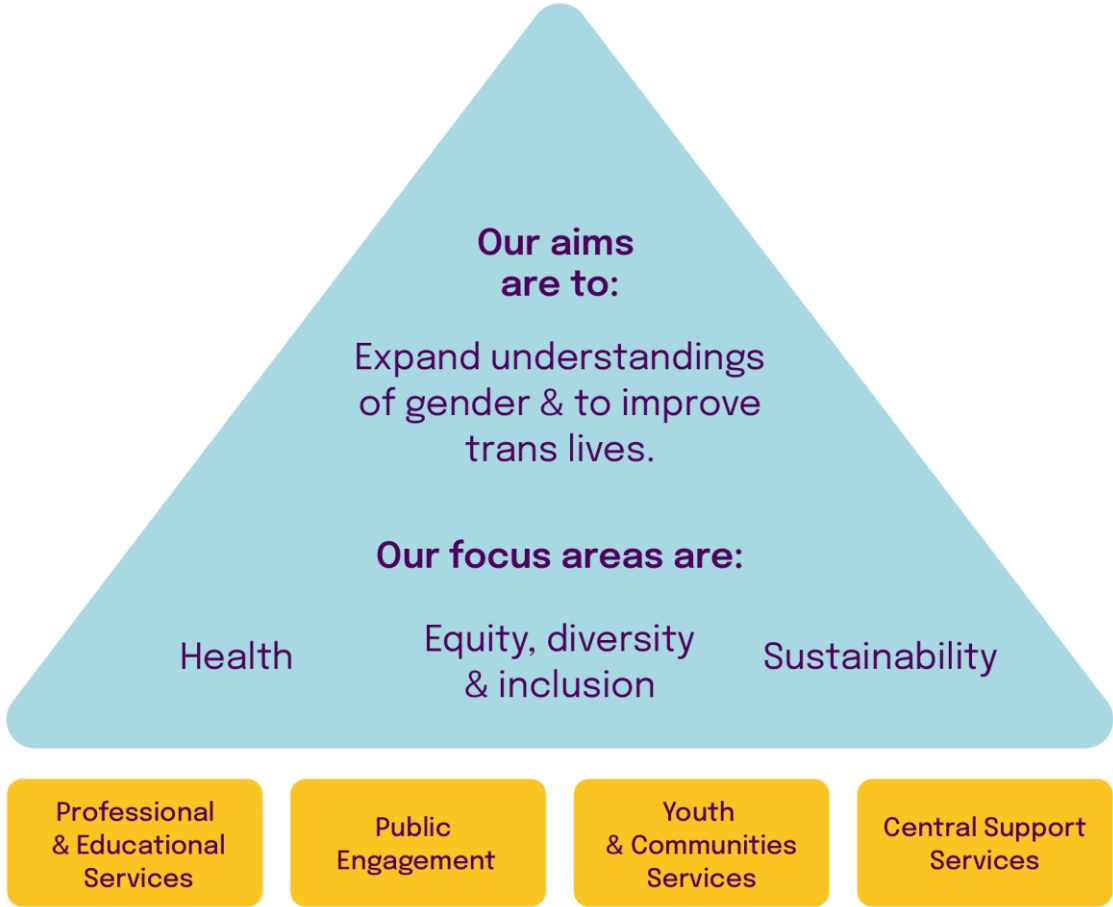 Our aims
are to:
Expand understandings
of gender & to improve
trans lives.
Our focus areas are:
Health
Equity, diversity
& inclusion
Sustainability
Professional
& Educational
Services
Public
Engagement
Youth
& Communities
Services
Central Support
Services